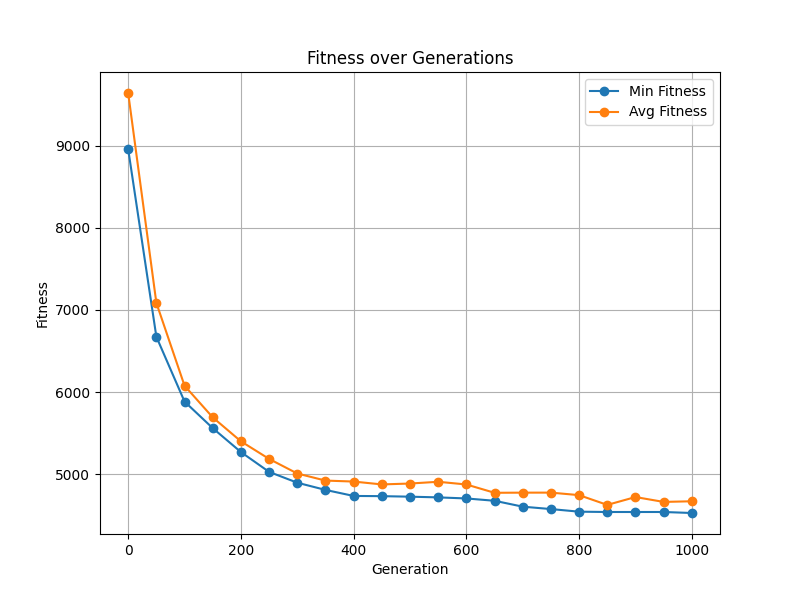 Fitness over Generations
Min Fitness
Avg Fitness
9000
8000
7000
6000
5000
Fitness
0 200 400 600 800 1000
Generation